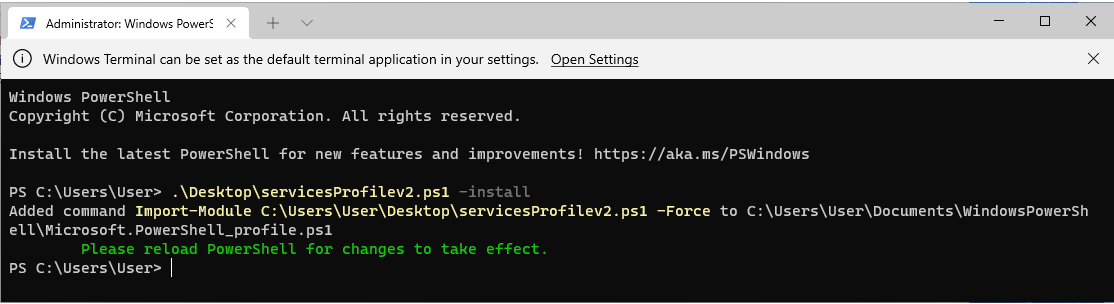 Administrator: Windows PowerS
Windows Terminal can be set as the default terminal application in your settings. Open Settings
Windows PowerShell
Copyright (C) Microsoft Corporation. All rights reserved.
Install the latest PowerShell for new features and improvements! https://aka.ms/PSWindows
PS C:\Users\User> .\Desktop\servicesProfilev2.ps1 -install
Added command Import-Module C:\Users\User\Desktop\servicesProfilev2.ps1 -Force to C:\Users\User\Documents\WindowsPowerSh
ell\Microsoft.PowerShell_profile.ps1
Please reload PowerShell for changes to take effect.
PS C:\Users\User>